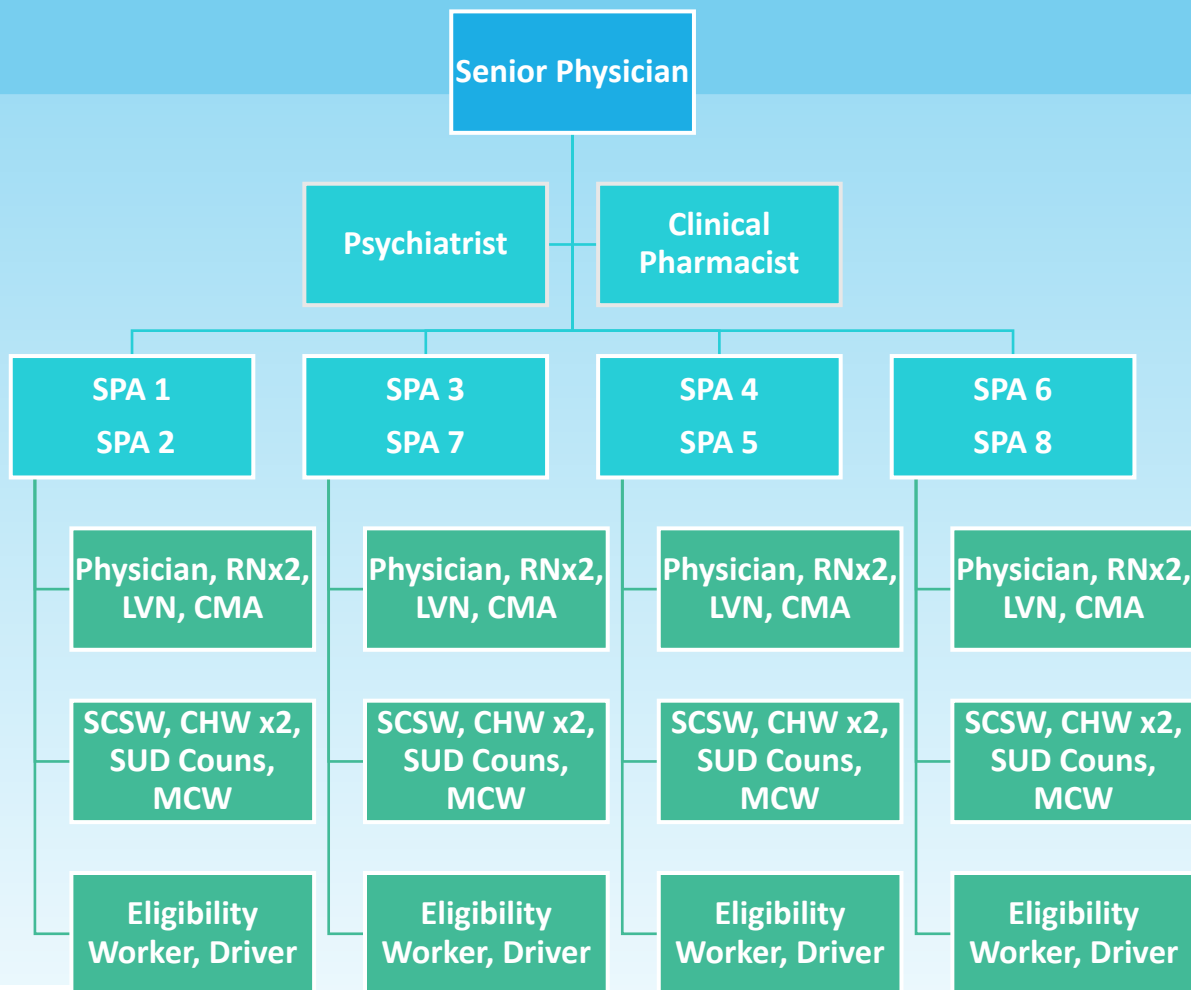 Senior Physician
Psychiatrist
Clinical
Pharmacist
SPA 1
SPA 2
SPA 3
SPA 7
SPA 4
SPA 5
SPA 6
SPA 8
Physician, RNx2,
LVN, CMA
Physician, RNx2,
LVN, CMA
Physician, RNx2,
LVN, CMA
Physician, RNx2,
LVN, CMA
SCSW, CHW x2,
SUD Couns,
MCW
SCSW, CHW x2,
SUD Couns,
MCW
SCSW, CHW x2,
SUD Couns,
MCW
SCSW, CHW x2,
SUD Couns,
MCW
Eligibility
Worker, Driver
Eligibility
Worker, Driver
Eligibility
Worker, Driver
Eligibility
Worker, Driver